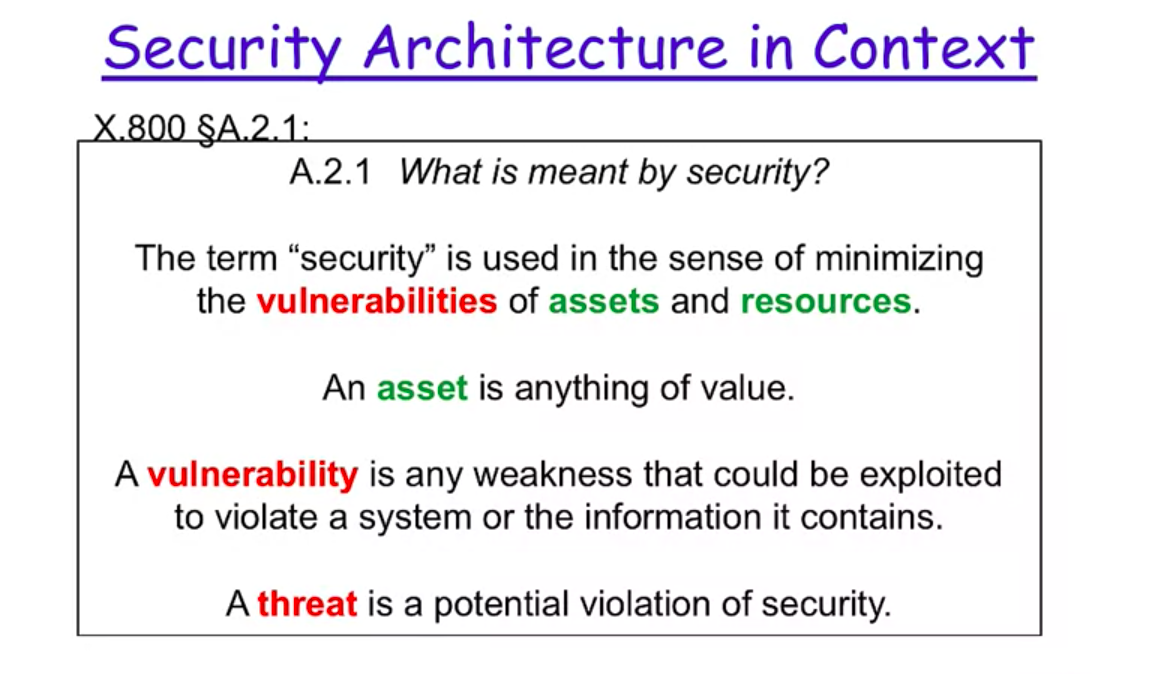 Security Architecture in Context
X.800 §A.2.1:
A.2.1 What is meant by security?
The term “security” is used in the sense of minimizing
the vulnerabilities of assets and resources.
An asset is anything of value.
A vulnerability is any weakness that could be exploited
to violate a system or the information it contains.
A threat is a potential violation of security.